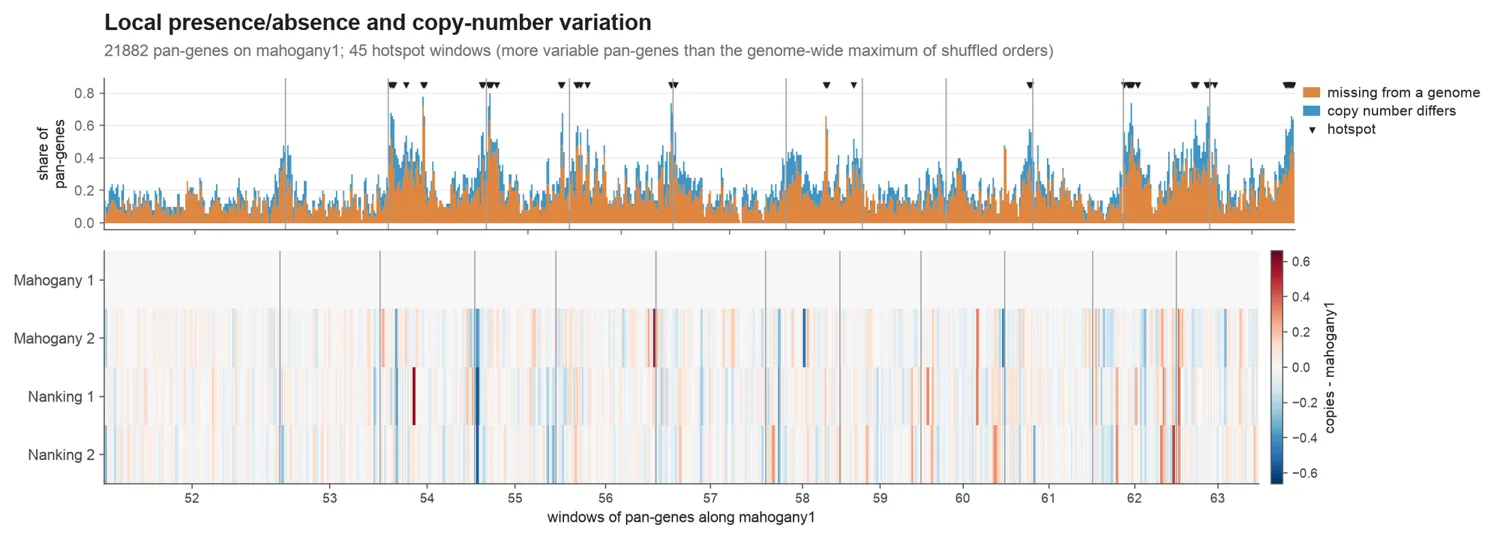 Local presence/absence and copy-number variation
21882 pan-genes on mahogany1; 45 hotspot windows (more variable pan-genes than the genome-wide maximum of shuffled orders)
share of
pan-genes
0.8
0.6
0.4
0.2
0.0
missing from a genome
copy number differs
hotspot
Mahogany 1
Mahogany 2
Nanking 1
Nanking 2
52 53 54 55 56 57 58 59 60 61 62 63
windows of pan-genes along mahogany1
0.6
0.4
0.2
0.0
−0.2
−0.4
−0.6
copies - mahogany1